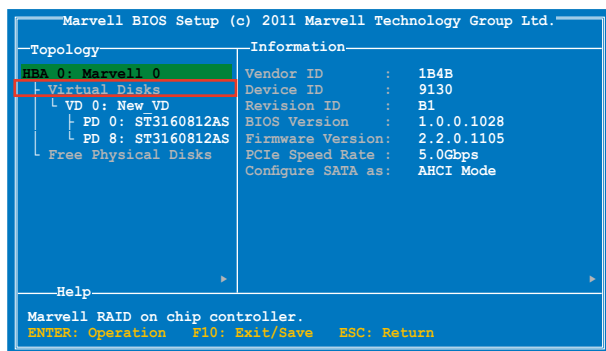 Marvell BIOS Setup (c) 2011 Marvell Technology Group Ltd.
Topology
HBA 0: Marvell 0
Virtual Disks
VD 0: New_VD
PD 0: ST3160812AS
PD 8: ST3160812AS
Free Physical Disks
Information
Vendor ID : 1B4B
Device ID : 9130
Revision ID : B1
BIOS Version : 1.0.0.1028
Firmware Version: 2.2.0.1105
PCIe Speed Rate : 5.0Gbps
Configure SATA as: AHCI Mode
Help
Marvell RAID on chip controller.
ENTER: Operation F10: Exit/Save ESC: Return